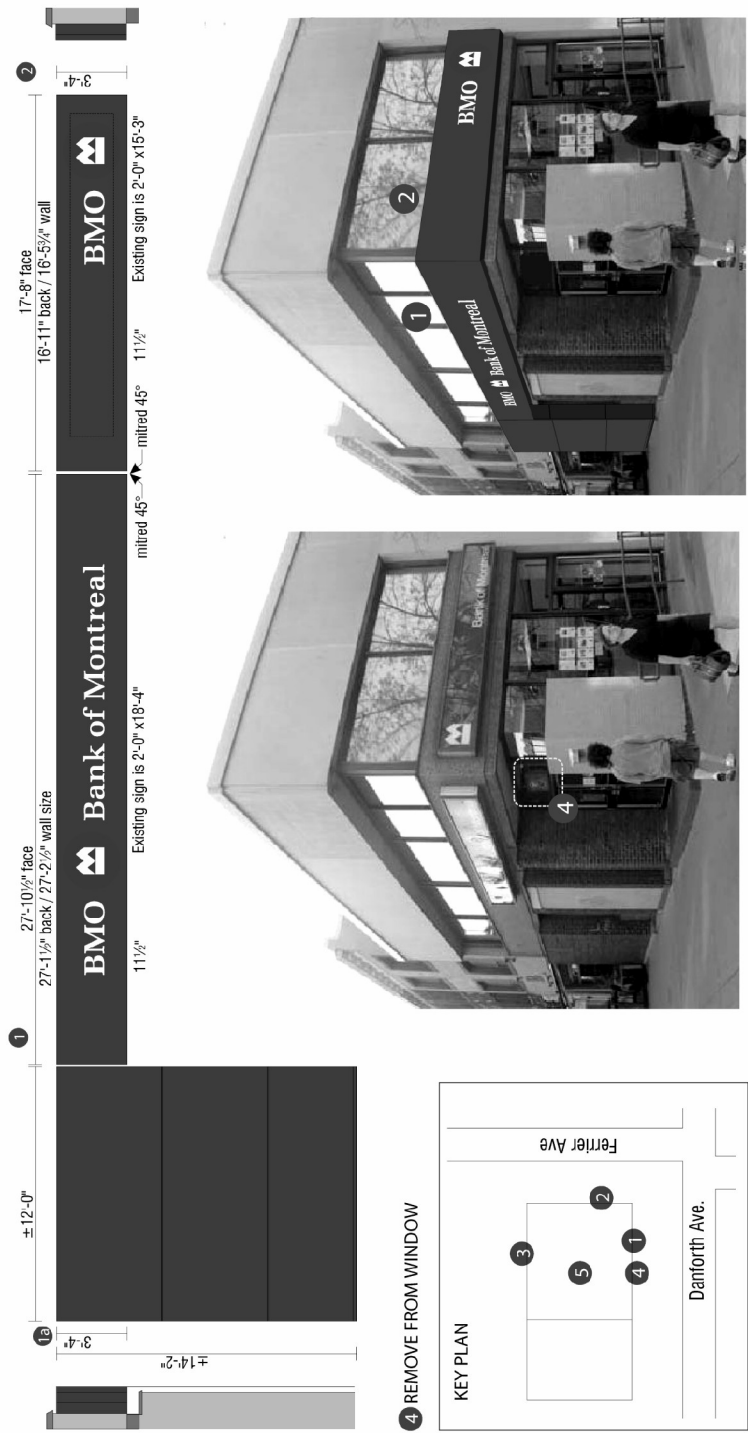 1a
±12'-0"
3'-4"
±14'-2"
1
27'-10½" face
27'-1½" back / 27'-2½" wall size
BMO Bank of Montreal
11½"
Existing sign is 2'-0" x18'-4"
mitred 45°
mitred 45°
2
17'-8" face
16'-11" back / 16'-5¾" wall
3'-4"
BMO
11½"
Existing sign is 2'-0" x15'-3"
4 REMOVE FROM WINDOW
KEY PLAN
Ferrier Ave
Danforth Ave.
3
5
2
1
4
Bank of Montreal
4
1
2
BMO Bank of Montreal
BMO